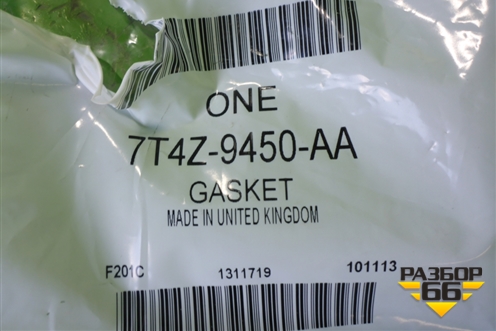 ONE
7T4Z-9450-AA
GASKET
MADE IN UNITED KINGDOM
F201C 1311719 101113
РАЗБОР
66